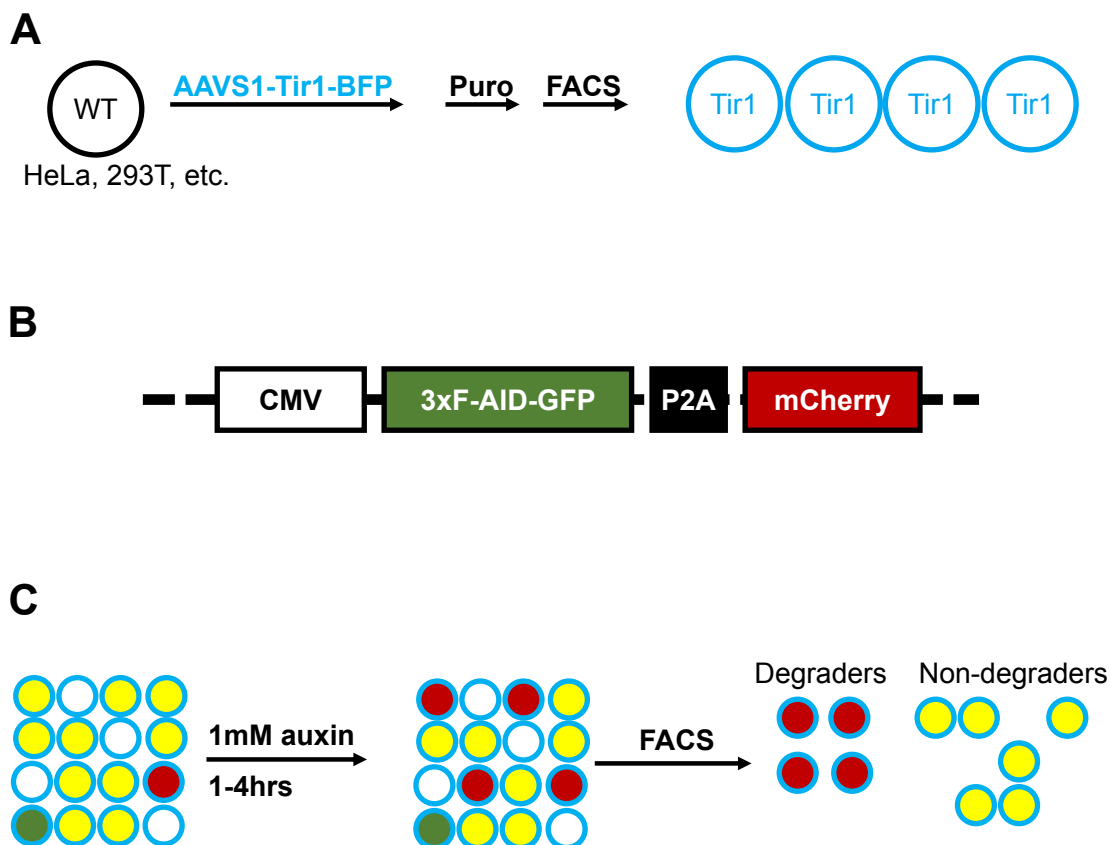 A
WT
AAVS1-Tir1-BFP
Puro
FACS
Tir1 Tir1 Tir1 Tir1
HeLa, 293T, etc.
B
CMV
3xF-AID-GFP
P2A
mCherry
C
1mM auxin
1-4hrs
FACS
Degraders
Non-degraders